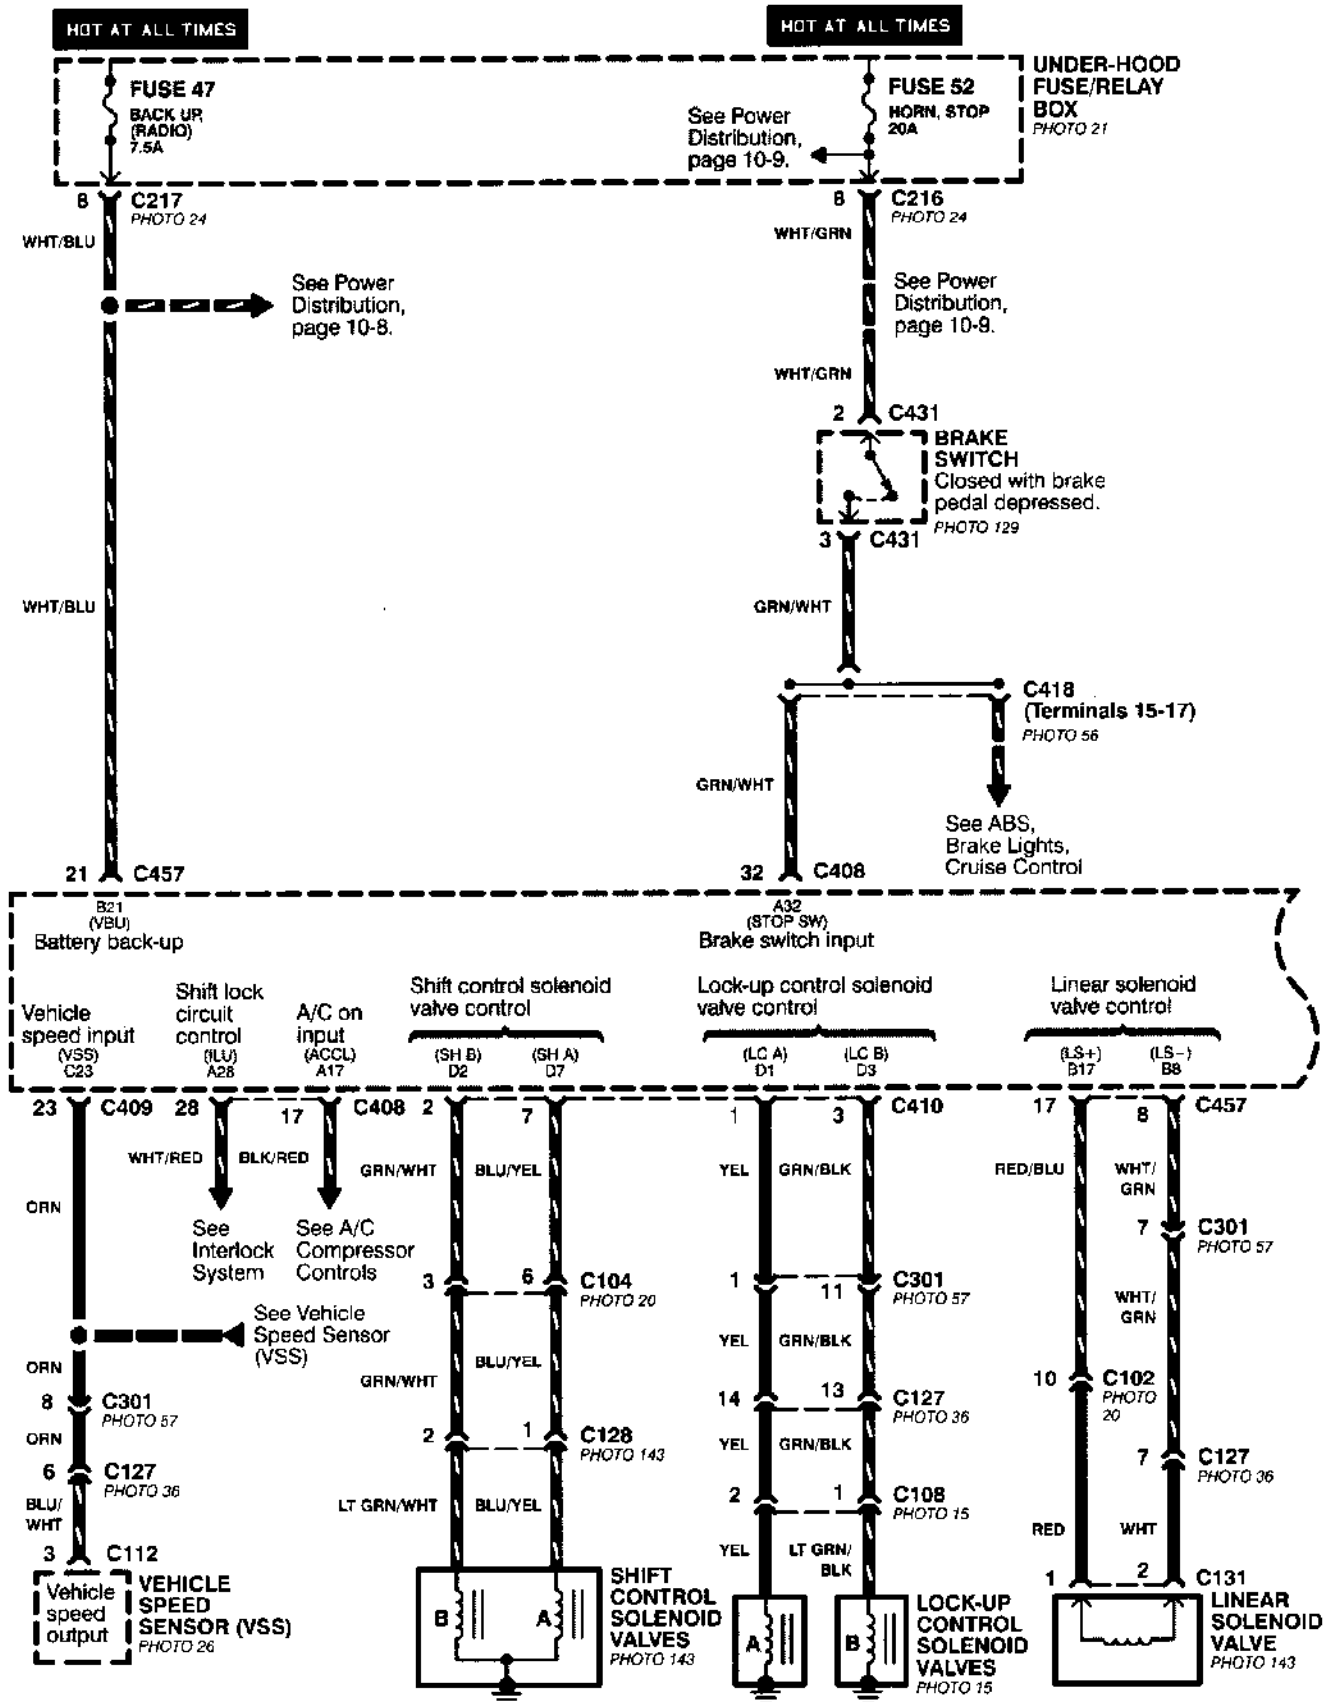 HOT AT ALL TIMES
HOT AT ALL TIMES
FUSE 47
BACK UP,
(RADIO)
7.5A
See Power
Distribution,
page 10-9.
FUSE 52
HORN, STOP
20A
UNDER-HOOD
FUSE/RELAY
BOX
PHOTO 21
8
C217
PHOTO 24
8
C216
PHOTO 24
WHT/BLU
WHT/GRN
See Power
Distribution,
page 10-8.
See Power
Distribution,
page 10-9.
WHT/GRN
2
C431
BRAKE
SWITCH
Closed with brake
pedal depressed.
PHOTO 129
3
C431
WHT/BLU
GRN/WHT
C418
(Terminals 15-17)
PHOTO 56
GRN/WHT
See ABS,
Brake Lights,
Cruise Control
21
C457
32
C408
B21
(VBU)
Battery back-up
A32
(STOP SW)
Brake switch input
Vehicle
speed input
(VSS)
C23
Shift lock
circuit
control
(ILU)
A28
A/C on
input
(ACCL)
A17
Shift control solenoid
valve control
(SH B)
D2
(SH A)
D7
Lock-up control solenoid
valve control
(LC A)
D1
(LC B)
D3
Linear solenoid
valve control
(LS+)
B17
(LS-)
B8
23
C409
28
17
C408
2
7
1
3
C410
17
8
C457
WHT/RED
BLK/RED
GRN/WHT
BLU/YEL
YEL
GRN/BLK
RED/BLU
WHT/
GRN
ORN
See
Interlock
System
See A/C
Compressor
Controls
7
C301
PHOTO 57
3
6
C104
PHOTO 20
1
11
C301
PHOTO 57
See Vehicle
Speed Sensor
(VSS)
WHT/
GRN
ORN
GRN/WHT
BLU/YEL
YEL
GRN/BLK
8
C301
PHOTO 57
10
C102
PHOTO
20
14
13
C127
PHOTO 36
ORN
2
1
C128
PHOTO 143
YEL
GRN/BLK
7
C127
PHOTO 36
6
C127
PHOTO 36
BLU/
WHT
LT GRN/WHT
BLU/YEL
2
1
C108
PHOTO 15
RED
WHT
3
C112
YEL
LT GRN/
BLK
1
2
C131
Vehicle
speed
output
VEHICLE
SPEED
SENSOR (VSS)
PHOTO 26
B
A
SHIFT
CONTROL
SOLENOID
VALVES
PHOTO 143
A
B
LOCK-UP
CONTROL
SOLENOID
VALVES
PHOTO 15
LINEAR
SOLENOID
VALVE
PHOTO 143